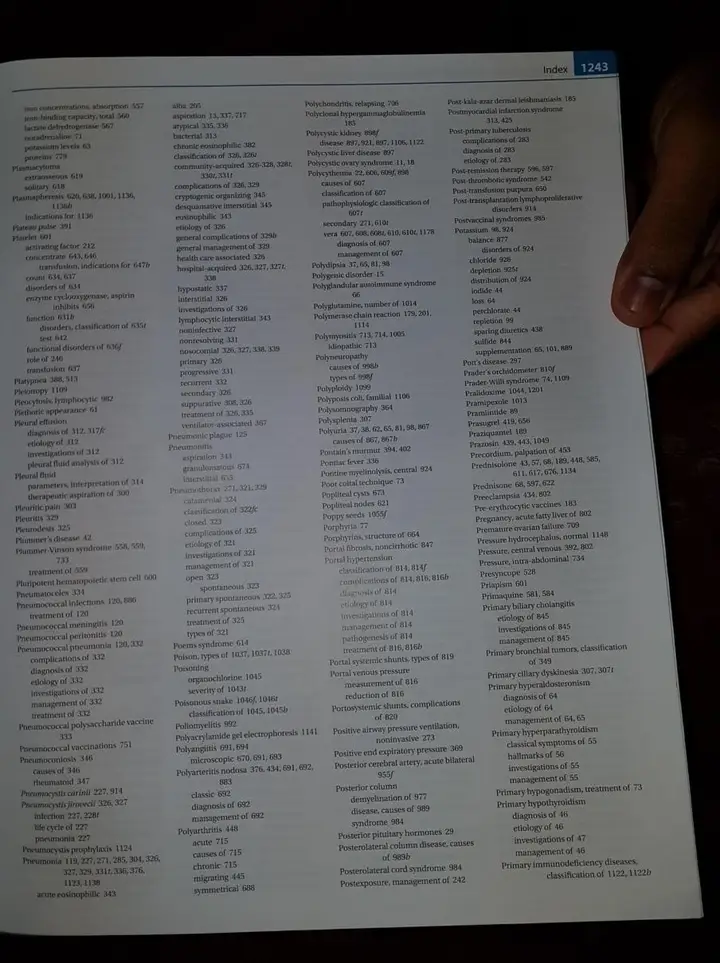 Index 1243
iron concentrations, absorption 557
iron-binding capacity, total 560
lactate dehydrogenase 567
noradrenaline 71
potassium levels 63
proteins 779
Plasmacytoma
extraosseous 619
solitary 618
Plasmapheresis 626, 638, 1001, 1136,
1136b
indications for 1136
Plateau pulse 391
Platelet 601
activating factor 212
concentrate 643, 646
transfusion, indications for 647b
count 634, 637
disorders of 634
enzyme cyclooxygenase, aspirin
inhibits 656
function 631b
disorders, classification of 635t
test 642
functional disorders of 636f
role of 246
transfusion 637
Platypnea 388, 513
Pleionopy 1109
Pleocytosis, lymphocytic 982
Plethoric appearance 61
Pleural effusion
diagnosis of 312, 317fc
etiology of 312
investigations of 312
pleural fluid analysis of 312
Pleural fluid
parameters, interpretation of 314
therapeutic aspiration of 300
Pleuritic pain 303
Pleuritis 329
Pleurodesis 325
Plummer's disease 42
Plummer-Vinson syndrome 558, 559,
733
treatment of 559
Pluripotent hematopoietic stem cell 600
Pneumatoceles 334
Pneumococcal infections 120, 600
treatment of 120
Pneumococcal meningitis 120
Pneumococcal peritonitis 120
Pneumococcal pneumonia 120, 332
complications of 332
diagnosis of 332
etiology of 332
investigations of 332
management of 332
treatment of 332
Pneumococcal polysaccharide vaccine
333
Pneumococcal vaccinations 751
Pneumoconiosis 346
causes of 346
rheumatoid 347
Pneumocystis carinii 227, 914
Pneumocystis jirovecii 326, 327
infection 227, 228f
life cycle of 227
pneumonia 227
Pneumocystis prophylaxis 1124
Pneumonia 119, 227, 271, 285, 304, 326,
327, 329, 331t, 336, 376,
1133, 1138
acute eosinophilic 343
alba 205
aspiration 13, 337, 717
atypical 335, 336
bacterial 313
chronic eosinophilic 382
classification of 326, 326t
community-acquired 326-328, 328t,
330t, 331t
complications of 326, 329
cryptogenic organizing 345
desquamative interstitial 345
eosinophilic 343
etiology of 326
general complications of 329b
general management of 329
health care associated 326
hospital-acquired 326, 327, 327t,
338
hypostatic 337
interstitial 326
investigations of 326
lymphocytic interstitial 343
noninfective 327
nonresolving 331
nosocomial 326, 327, 338, 339
primary 326
progressive 331
recurrent 332
secondary 326
suppurative 308, 326
treatment of 326, 335
ventilator-associated 367
Pneumonic plague 125
Pneumonitis
aspiration 343
granulomatous 674
interstitial 653
Pneumothorax 271, 321, 329
catamenial 324
classification of 322fc
closed 323
complications of 325
etiology of 321
investigations of 321
management of 321
open 323
spontaneous 323
primary spontaneous 322, 325
recurrent spontaneous 324
treatment of 325
types of 321
Poems syndrome 614
Poison, types of 1037, 1037t, 1038
Poisoning
organochlorine 1045
severity of 1043t
Poisonous snake 1046f, 1046t
classification of 1045, 1045b
Poliomyelitis 992
Polyacrylamide gel electrophoresis 1141
Polyangiitis 691, 694
microscopic 670, 691, 693
Polyarteritis nodosa 376, 434, 691, 692,
883
classic 692
diagnosis of 692
management of 692
Polyarthritis 448
acute 715
causes of 715
chronic 715
migrating 445
symmetrical 688
Polychondritis, relapsing 706
Polyclonal hypergammaglobulinemia
185
Polycystic kidney 898f
disease 897, 921, 897, 1106, 1122
Polycystic liver disease 897
Polycystic ovary syndrome 11, 18
Polycythemia 22, 606, 609f, 898
causes of 607
classification of 607
pathophysiologic classification of
607t
secondary 271, 610t
vera 607, 608, 608t, 610, 610t, 1178
diagnosis of 607
management of 607
Polydipsia 37, 65, 81, 98
Polygenic disorder 15
Polyglandular autoimmune syndrome
66
Polyglutamine, number of 1014
Polymerase chain reaction 179, 201,
1114
Polymyositis 713, 714, 1005
idiopathic 713
Polyneuropathy
causes of 998b
types of 998f
Polyploidy 1099
Polyposis coli, familial 1106
Polysomnography 364
Polysplenia 307
Polyuria 37, 38, 62, 65, 81, 98, 867
causes of 867, 867b
Pontain's murmur 394, 402
Pontiac fever 336
Pontine myelinolysis, central 924
Poor coital technique 73
Popliteal cysts 673
Popliteal nodes 621
Poppy seeds 1055f
Porphyria 77
Porphyrins, structure of 664
Portal fibrosis, noncirrhotic 847
Portal hypertension
classification of 814, 814f
complications of 814, 816, 816b
diagnosis of 814
etiology of 814
investigations of 814
management of 814
pathogenesis of 814
treatment of 816, 816b
Portal systemic shunts, types of 819
Portal venous pressure
measurement of 816
reduction of 816
Portosystemic shunts, complications
of 820
Positive airway pressure ventilation,
noninvasive 273
Positive end expiratory pressure 369
Posterior cerebral artery, acute bilateral
955f
Posterior column
demyelination of 977
disease, causes of 989
syndrome 984
Posterior pituitary hormones 29
Posterolateral column disease, causes
of 989b
Posterolateral cord syndrome 984
Postexposure, management of 242
Post-kala-azar dermal leishmaniasis 185
Postmyocardial infarction syndrome
313, 425
Post-primary tuberculosis
complications of 283
diagnosis of 283
etiology of 283
Post-remission therapy 596, 597
Post-thrombotic syndrome 542
Post-transfusion purpura 650
Post-transplantation lymphoproliferative
disorders 914
Postvaccinal syndromes 985
Potassium 98, 924
balance 877
disorders of 924
chloride 928
depletion 925t
distribution of 924
iodide 44
loss 64
perchlorate 44
repletion 99
sparing diuretics 438
sulfide 844
supplementation 65, 101, 889
Pott's disease 297
Prader's orchidometer 810f
Prader-Willi syndrome 74, 1109
Pralidoxime 1044, 1201
Pramipexole 1013
Pramlintide 89
Prasugrel 419, 656
Praziquantel 189
Prazosin 439, 443, 1049
Precordium, palpation of 453
Prednisolone 43, 57, 68, 189, 448, 585,
611, 617, 676, 1134
Prednisone 68, 597, 622
Preeclampsia 434, 802
Pre-erythrocytic vaccines 183
Pregnancy, acute fatty liver of 802
Premature ovarian failure 709
Pressure hydrocephalus, normal 1148
Pressure, central venous 392, 802
Pressure, intra-abdominal 734
Presyncope 528
Priapism 601
Primaquine 581, 584
Primary biliary cholangitis
etiology of 845
investigations of 845
management of 845
Primary bronchial tumors, classification
of 349
Primary ciliary dyskinesia 307, 307t
Primary hyperaldosteronism
diagnosis of 64
etiology of 64
management of 64, 65
Primary hyperparathyroidism
classical symptoms of 55
hallmarks of 56
investigations of 55
management of 55
Primary hypogonadism, treatment of 73
Primary hypothyroidism
diagnosis of 46
etiology of 46
investigations of 47
management of 46
Primary immunodeficiency diseases,
classification of 1122, 1122b